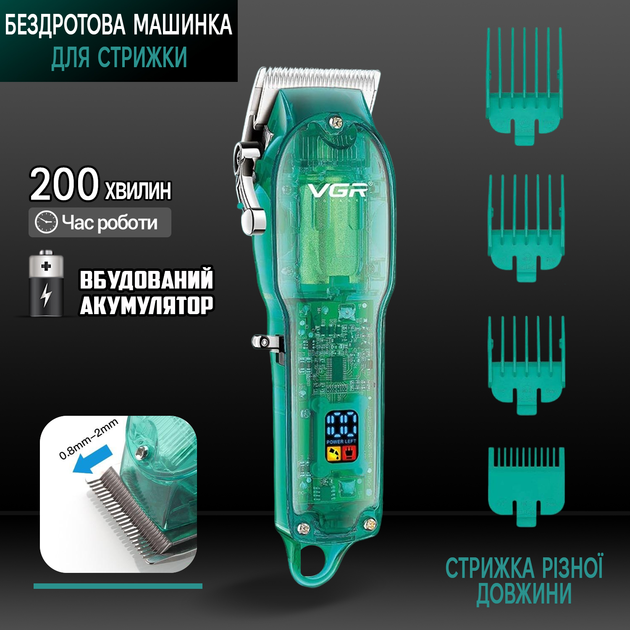 БЕЗДРОТОВА МАШИНКА
ДЛЯ СТРИЖКИ
200 ХВИЛИН
Час роботи
ВБУДОВАНИЙ
АКУМУЛЯТОР
VGR
100
POWER LEFT
0.8mm-2mm
СТРИЖКА РІЗНОЇ
ДОВЖИНИ